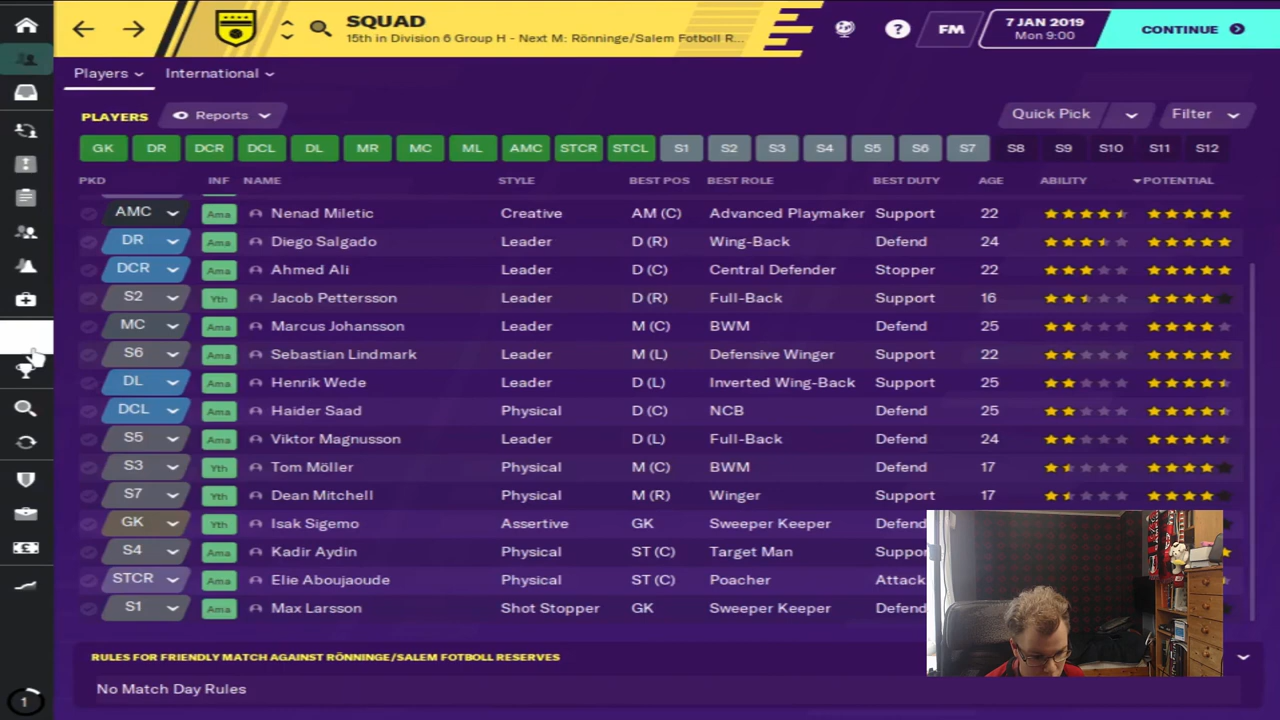 SQUAD
15th in Division 6 Group H - Next M: Rönninge/Salem Fotboll R...
?
FM
7 JAN 2019
Mon 9:00
CONTINUE
Players
International
PLAYERS
Reports
Quick Pick
Filter
GK DR DCR DCL DL MR MC ML AMC STCR STCL S1 S2 S3 S4 S5 S6 S7 S8 S9 S10 S11 S12
PKD INF NAME STYLE BEST POS BEST ROLE BEST DUTY AGE ABILITY POTENTIAL
AMC Ama Nenad Miletic Creative AM (C) Advanced Playmaker Support 22
DR Ama Diego Salgado Leader D (R) Wing-Back Defend 24
DCR Ama Ahmed Ali Leader D (C) Central Defender Stopper 22
S2 Yth Jacob Pettersson Leader D (R) Full-Back Support 16
MC Ama Marcus Johansson Leader M (C) BWM Defend 25
S6 Ama Sebastian Lindmark Leader M (L) Defensive Winger Support 22
DL Ama Henrik Wede Leader D (L) Inverted Wing-Back Defend 25
DCL Ama Haider Saad Physical D (C) NCB Defend 25
S5 Ama Viktor Magnusson Leader D (L) Full-Back Defend 24
S3 Yth Tom Möller Physical M (C) BWM Defend 17
S7 Yth Dean Mitchell Physical M (R) Winger Support 17
GK Yth Isak Sigemo Assertive GK Sweeper Keeper
S4 Ama Kadir Aydin Physical ST (C) Target Man
STCR Ama Elie Aboujaoude Physical ST (C) Poacher
S1 Ama Max Larsson Shot Stopper GK Sweeper Keeper
RULES FOR FRIENDLY MATCH AGAINST RÖNNINGE/SALEM FOTBOLL RESERVES
No Match Day Rules
1